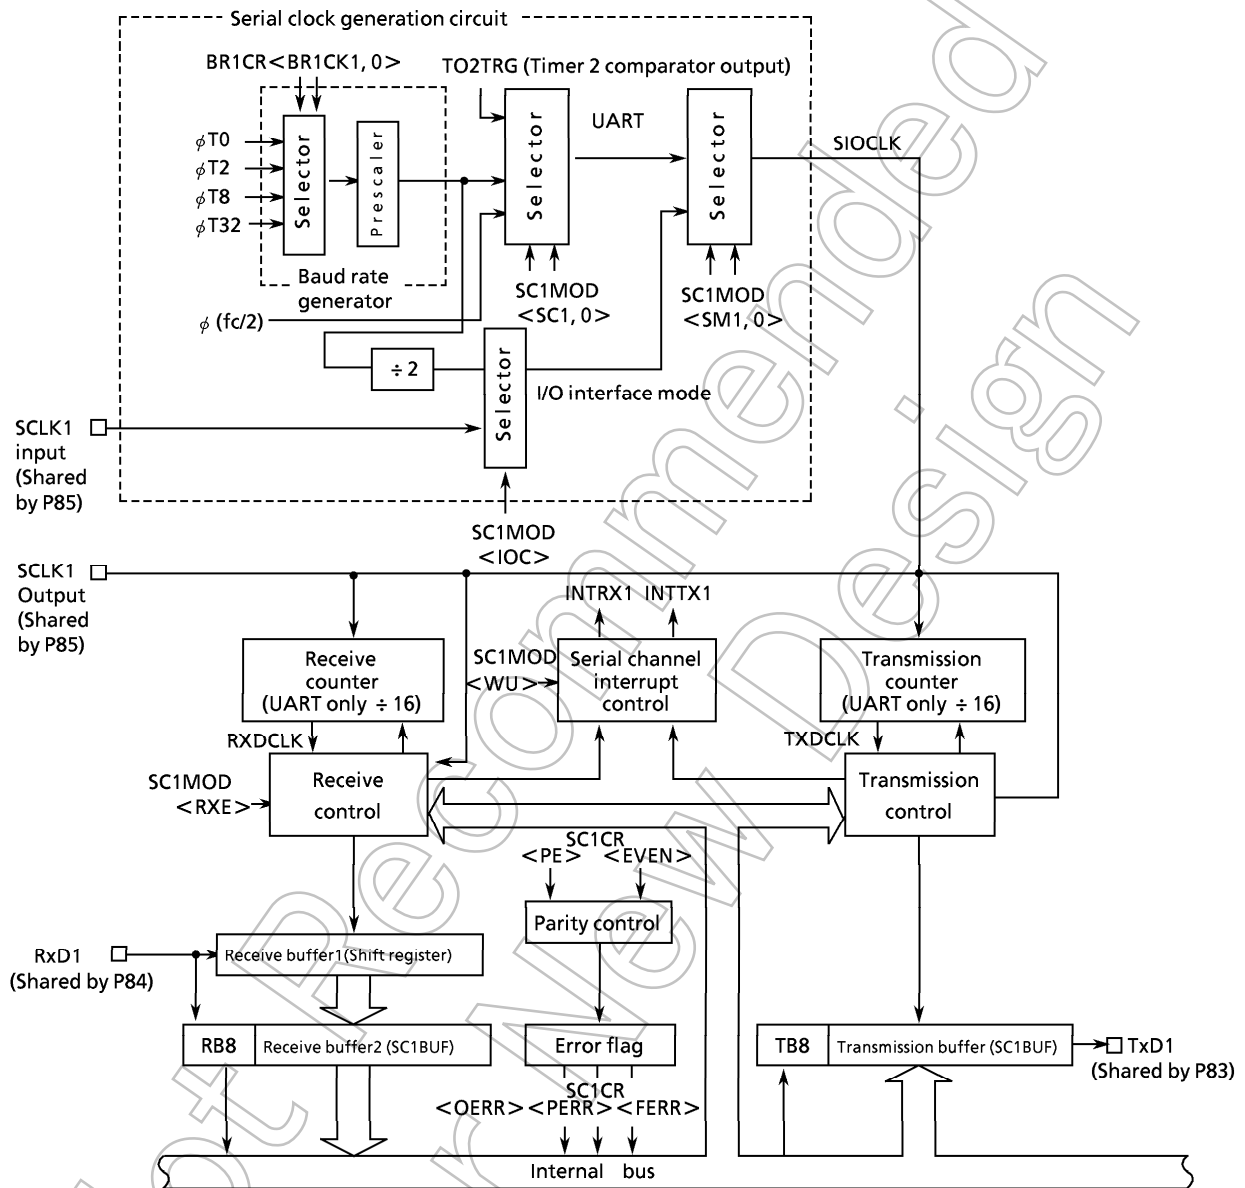 Serial clock generation circuit
BR1CR<BR1CK1, 0>
TO2TRG (Timer 2 comparator output)
UART
SIOCLK
ϕT0
ϕT2
ϕT8
ϕT32
Selector
Prescaler
Selector
Selector
Baud rate
generator
SC1MOD
<SC1, 0>
SC1MOD
<SM1, 0>
ϕ (fc/2)
÷2
Selector
I/O interface mode
SCLK1
input
(Shared
by P85)
SC1MOD
<IOC>
SCLK1
Output
(Shared
by P85)
INTRX1 INTTX1
Receive
counter
(UART only ÷ 16)
SC1MOD
<WU>
Serial channel
interrupt
control
Transmission
counter
(UART only ÷ 16)
RXDCLK
TXDCLK
SC1MOD
<RXE>
Receive
control
Transmission
control
SC1CR
<PE> <EVEN>
Parity control
RxD1
(Shared by P84)
Receive buffer1(Shift register)
RB8 Receive buffer2 (SC1BUF)
Error flag
TB8 Transmission buffer (SC1BUF)
TxD1
(Shared by P83)
SC1CR
<OERR> <PERR> <FERR>
Internal bus
Not Recommended
for New Design